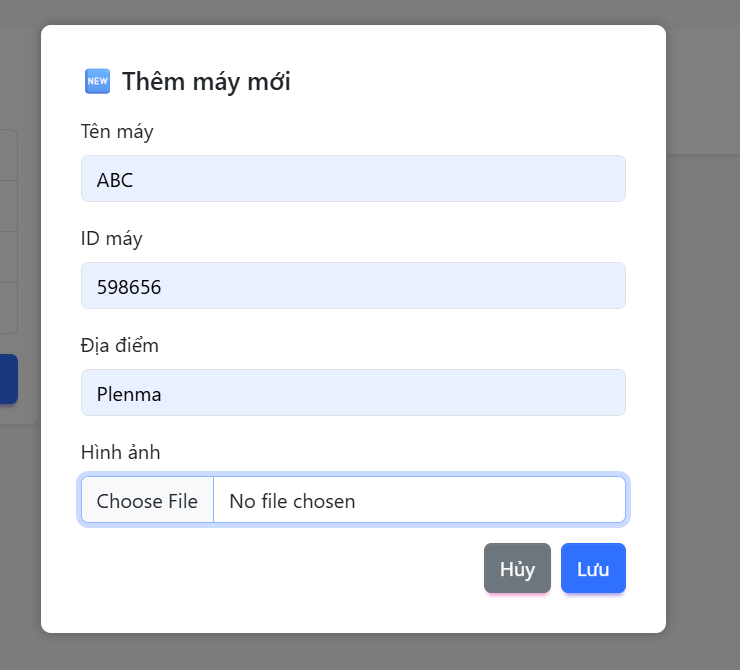 NEW Thêm máy mới
Tên máy
ABC
ID máy
598656
Địa điểm
Plenma
Hình ảnh
Choose File No file chosen
Hủy Lưu